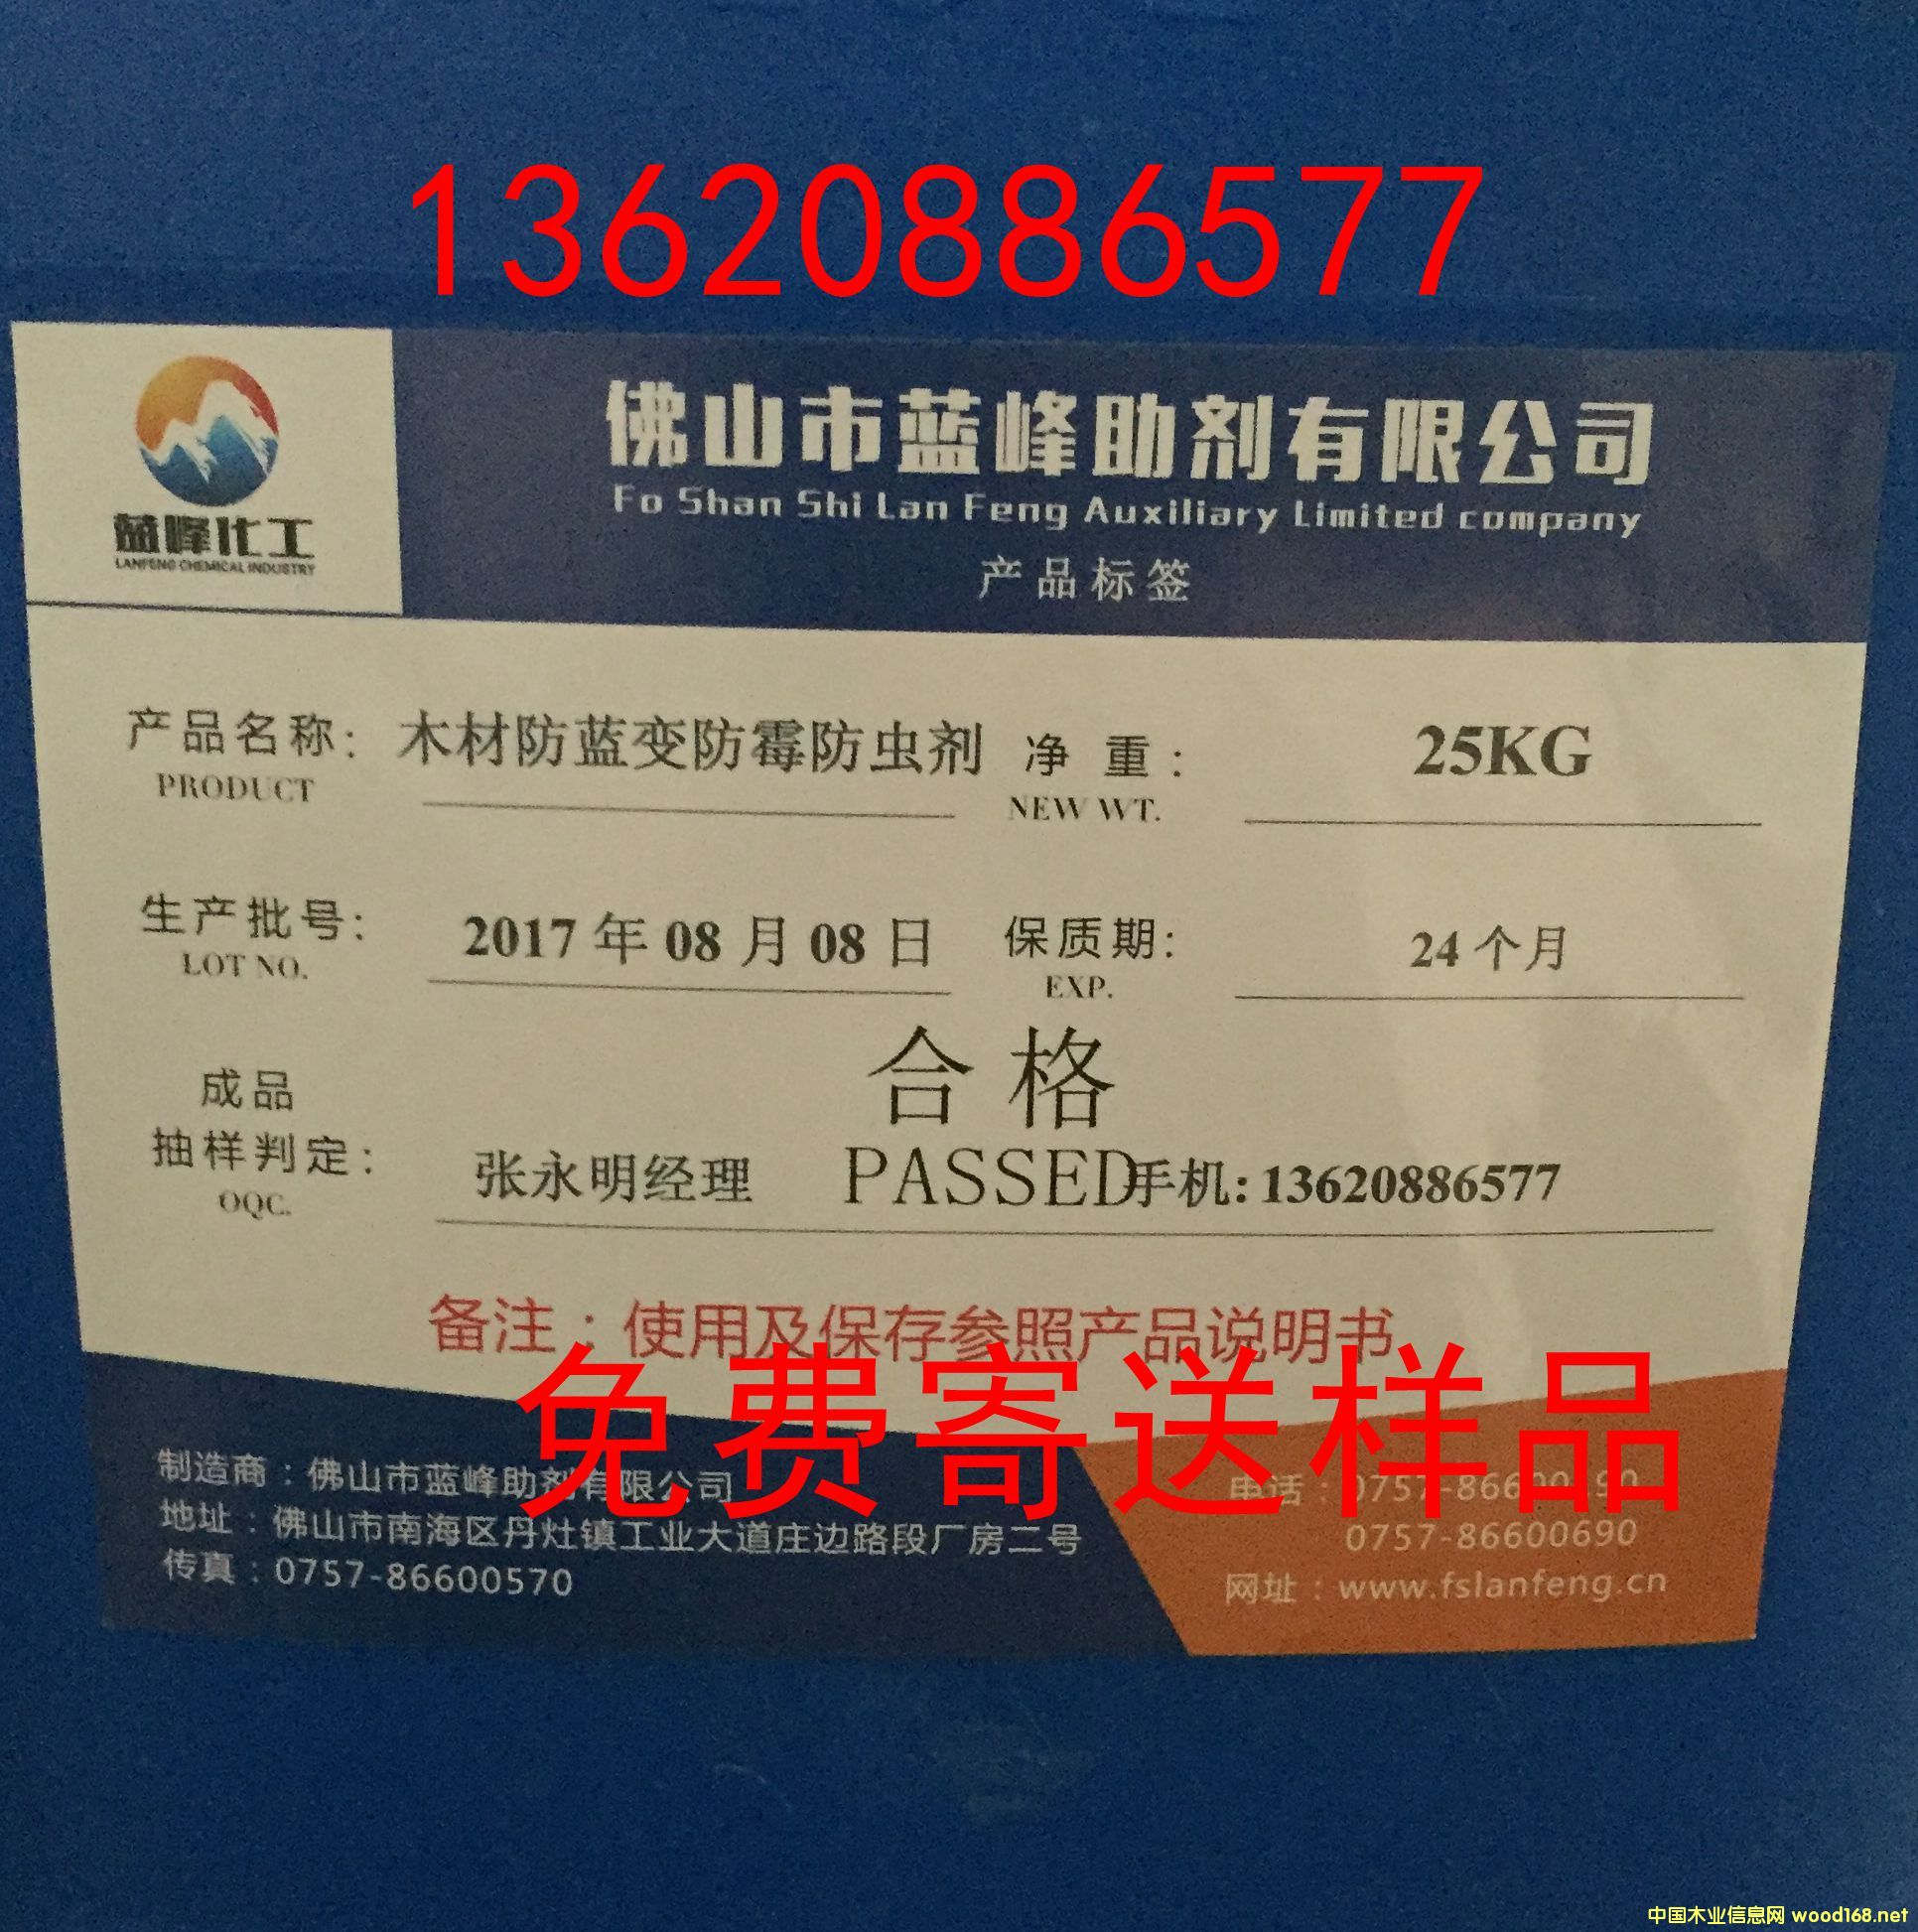 13620886577
蓝峰化工
LANFENG CHEMICAL INDUSTRY
佛山市蓝峰助剂有限公司
Fo Shan Shi Lan Feng Auxiliary Limited company
产品标签
产品名称: 木材防蓝变防霉防虫剂 净 重:
25KG
PRODUCT
NEW WT.
生产批号: 2017年08月08日 保质期: 24个月
LOT NO.
EXP.
合格
成品
抽样判定: 张永明经理 PASSED 手机:13620886577
OQC.
备注：使用及保存参照产品说明书
免费寄送样品
制造商：佛山市蓝峰助剂有限公司
地址：佛山市南海区丹灶镇工业大道庄边路段厂房二号
传真：0757-86600570
电话：
0757-86600690
网址：www.fslanfeng.cn
中国木业信息网 wood168.net